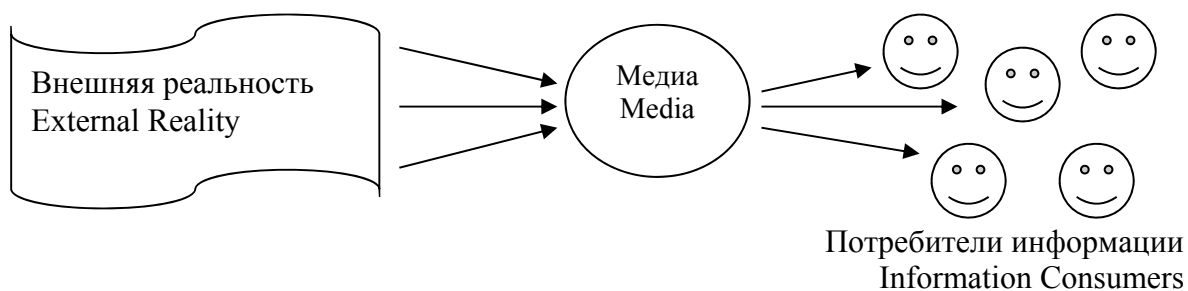 Внешняя реальность
External Reality
Медиа
Media
Потребители информации
Information Consumers